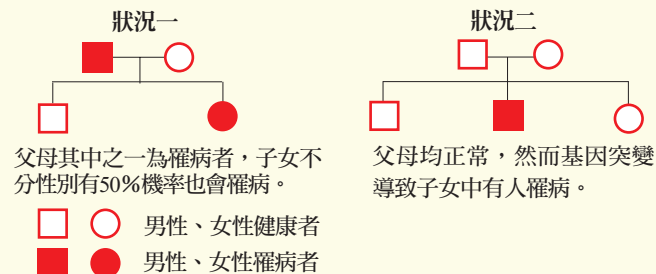 狀況一
父母其中之一為罹病者，子女不
分性別有50%機率也會罹病。
狀況二
父母均正常，然而基因突變
導致子女中有人罹病。
男性、女性健康者
男性、女性罹病者